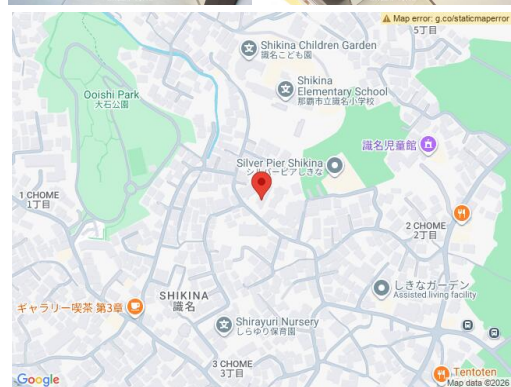 Map error: g.co/staticmaperror
5丁目
Shikina Children Garden
識名こども園
Shikina
Elementary School
那覇市立識名小学校
Ooishi Park
大石公園
識名児童館
Silver Pier Shikina
シルバーピアしきな
1 CHOME
1丁目
2 CHOME
2丁目
しきなガーデン
Assisted living facility
SHIKINA
識名
ギャラリー喫茶 第3章
Shirayuri Nursery
しらゆり保育園
3 CHOME
3丁目
Tentoten
Google
Map data ©2026